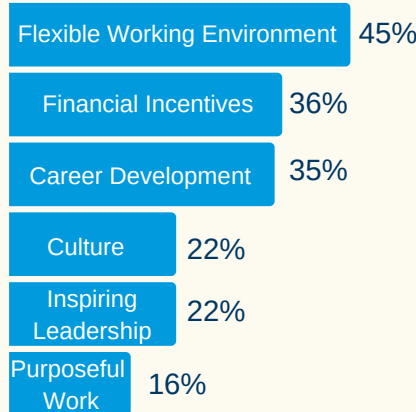 Flexible Working Environment 45%
Financial Incentives 36%
Career Development 35%
Culture 22%
Inspiring
Leadership 22%
Purposeful
Work 16%